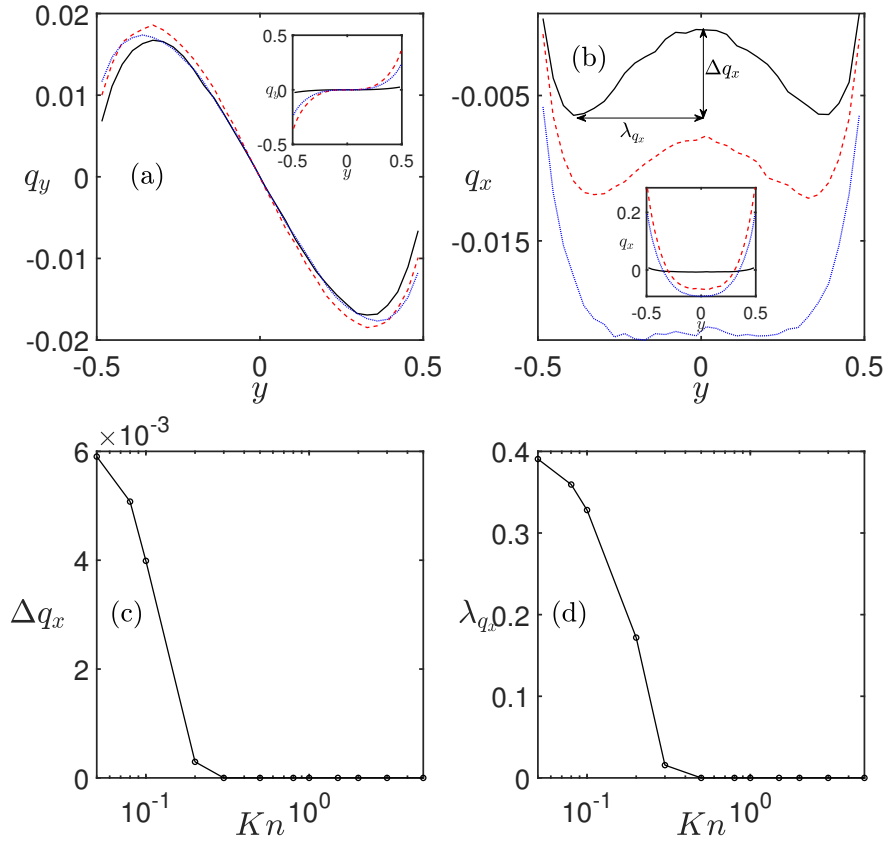 0.02
0.01
0
-0.01
-0.02
q_y
(a)
-0.5
0
0.5
y
0.5
q_y 0
-0.5
-0.5
0
0.5
y
-0.005
-0.015
q_x
(b)
Δq_x
λ_{q_x}
-0.5
0
0.5
y
0.2
q_x
0
-0.5
0
0.5
y
×10^{-3}
6
4
2
0
Δq_x
(c)
10^{-1}
10^0
Kn
0.4
0.3
0.2
0.1
0
λ_{q_x}
(d)
10^{-1}
10^0
Kn